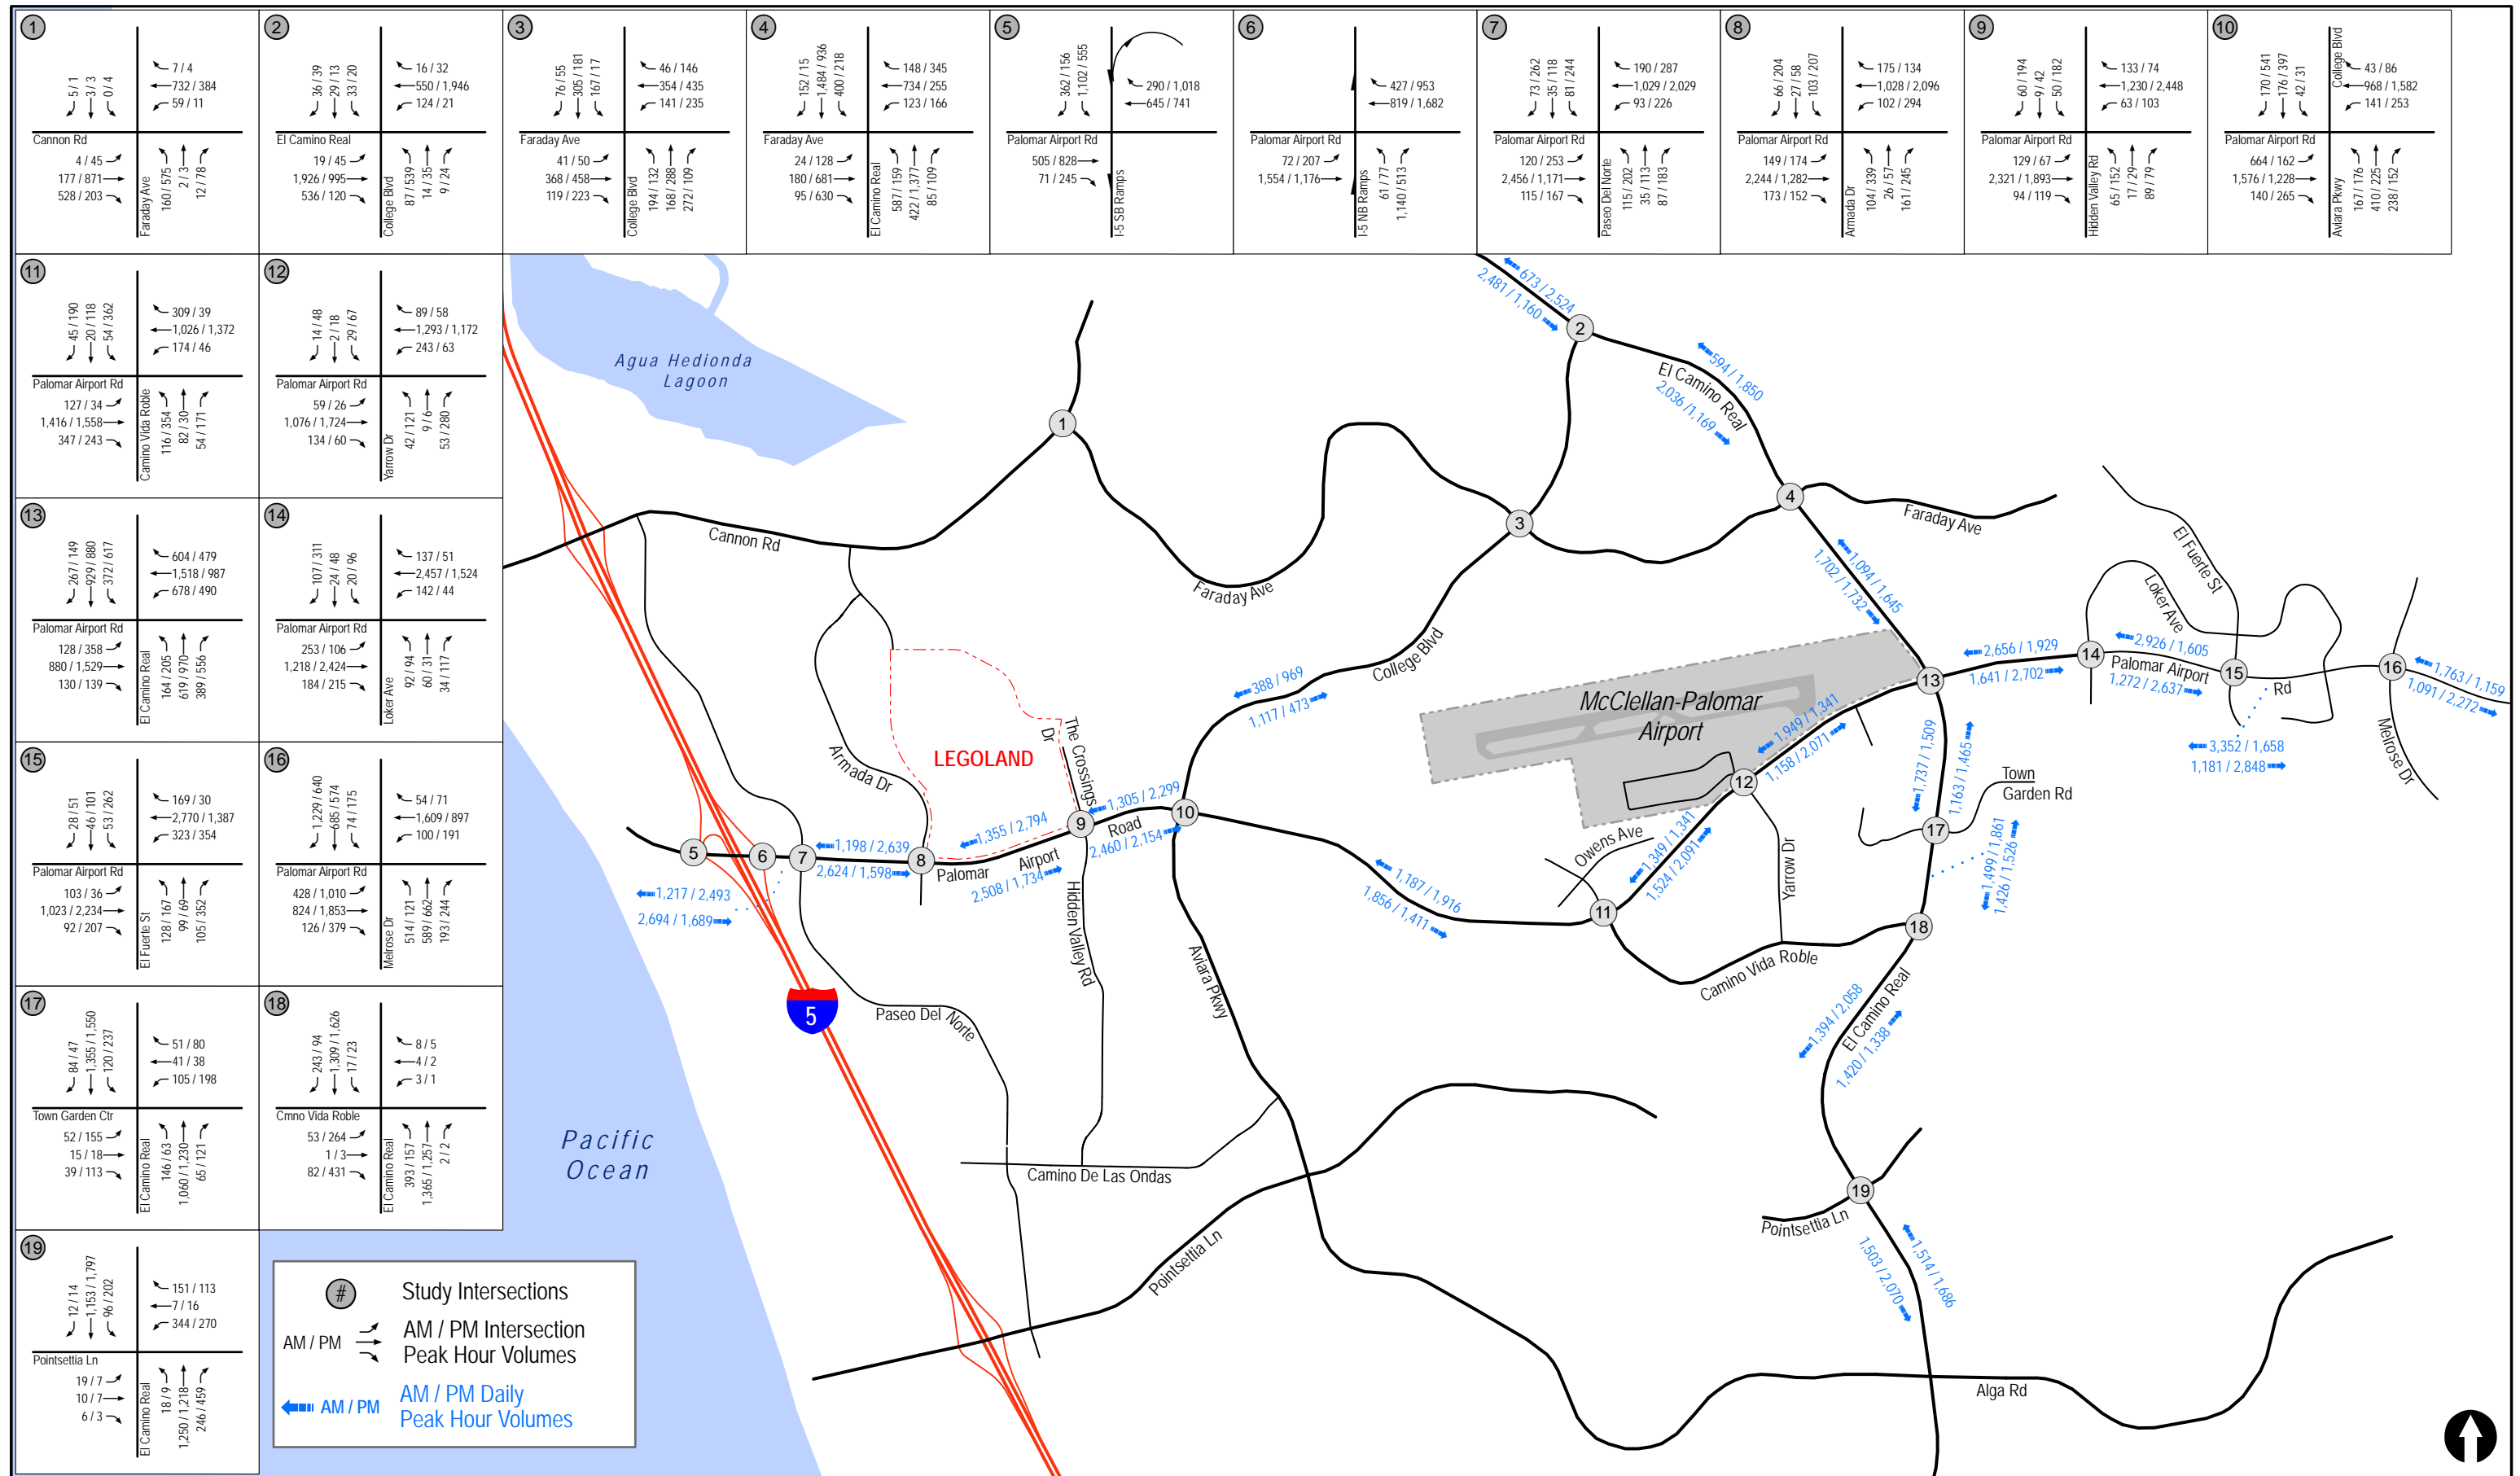 1
5 / 1
3 / 3
0 / 4
7 / 4
732 / 384
59 / 11
Cannon Rd
4 / 45
177 / 871
528 / 203
Faraday Ave
160 / 575
2 / 3
12 / 78
2
36 / 39
29 / 13
33 / 20
16 / 32
550 / 1,946
124 / 21
El Camino Real
19 / 45
1,926 / 995
536 / 120
College Blvd
87 / 539
14 / 35
9 / 24
3
76 / 55
305 / 181
167 / 17
46 / 146
354 / 435
141 / 235
Faraday Ave
41 / 50
368 / 458
119 / 223
College Blvd
194 / 132
168 / 288
272 / 109
4
152 / 15
1,484 / 936
400 / 218
148 / 345
734 / 255
123 / 166
Faraday Ave
24 / 128
180 / 681
95 / 630
El Camino Real
587 / 159
422 / 1,377
85 / 109
5
362 / 156
1,102 / 555
290 / 1,018
645 / 741
Palomar Airport Rd
505 / 828
71 / 245
I-5 SB Ramps
6
427 / 953
819 / 1,682
Palomar Airport Rd
72 / 207
1,554 / 1,176
I-5 NB Ramps
61 / 77
1,140 / 513
7
73 / 262
35 / 118
81 / 244
190 / 287
1,029 / 2,029
93 / 226
Palomar Airport Rd
120 / 253
2,456 / 1,171
115 / 167
Paseo Del Norte
115 / 202
35 / 113
87 / 183
8
66 / 204
27 / 58
103 / 207
175 / 134
1,028 / 2,096
102 / 294
Palomar Airport Rd
149 / 174
2,244 / 1,282
173 / 152
Armada Dr
104 / 339
26 / 57
161 / 245
9
60 / 194
9 / 42
50 / 182
133 / 74
1,230 / 2,448
63 / 103
Palomar Airport Rd
129 / 67
2,321 / 1,893
94 / 119
Hidden Valley Rd
65 / 152
17 / 29
89 / 79
10
170 / 541
176 / 397
42 / 31
College Blvd
43 / 86
968 / 1,582
141 / 253
Palomar Airport Rd
664 / 162
1,576 / 1,228
140 / 265
Aviara Pkwy
167 / 176
410 / 225
238 / 152
11
45 / 190
20 / 118
54 / 362
309 / 39
1,026 / 1,372
174 / 46
Palomar Airport Rd
127 / 34
1,416 / 1,558
347 / 243
Camino Vida Roble
116 / 354
82 / 30
54 / 171
12
14 / 48
2 / 18
29 / 67
89 / 58
1,293 / 1,172
243 / 63
Palomar Airport Rd
59 / 26
1,076 / 1,724
134 / 60
Yarrow Dr
42 / 121
9 / 6
53 / 280
13
267 / 149
929 / 880
372 / 617
604 / 479
1,518 / 987
678 / 490
Palomar Airport Rd
128 / 358
880 / 1,529
130 / 139
El Camino Real
164 / 205
619 / 970
389 / 556
14
107 / 311
24 / 48
20 / 96
137 / 51
2,457 / 1,524
142 / 44
Palomar Airport Rd
253 / 106
1,218 / 2,424
184 / 215
Loker Ave
92 / 94
60 / 31
34 / 117
15
28 / 51
46 / 101
53 / 262
169 / 30
2,770 / 1,387
323 / 354
Palomar Airport Rd
103 / 36
1,023 / 2,234
92 / 207
El Fuerte St
128 / 167
99 / 69
105 / 352
16
1,229 / 640
685 / 574
74 / 175
54 / 71
1,609 / 897
100 / 191
Palomar Airport Rd
428 / 1,010
824 / 1,853
126 / 379
Melrose Dr
514 / 121
589 / 662
193 / 244
17
84 / 47
1,355 / 1,550
120 / 237
51 / 80
41 / 38
105 / 198
Town Garden Ctr
52 / 155
15 / 18
39 / 113
El Camino Real
146 / 63
1,060 / 1,230
65 / 121
18
243 / 94
1,309 / 1,626
17 / 23
8 / 5
4 / 2
3 / 1
Cmno Vida Roble
53 / 264
1 / 3
82 / 431
El Camino Real
393 / 157
1,365 / 1,257
2 / 2
19
12 / 14
1,153 / 1,797
96 / 202
151 / 113
7 / 16
344 / 270
Pointsettia Ln
19 / 7
10 / 7
6 / 3
El Camino Real
18 / 9
1,250 / 1,218
246 / 459
673 / 2,524
2,481 / 1,160
2
594 / 1,850
El Camino Real
2,036 / 1,169
Agua Hedionda
Lagoon
1
3
4
Faraday Ave
Cannon Rd
Faraday Ave
1,094 / 1,645
1,702 / 1,732
El Fuerte St
Loker Ave
College Blvd
388 / 969
1,117 / 473
McClellan-Palomar
Airport
13
2,656 / 1,929
1,641 / 2,702
14
2,926 / 1,605
Palomar Airport
Rd
1,272 / 2,637
15
16
1,763 / 1,159
1,091 / 2,272
Melrose Dr
3,352 / 1,658
1,181 / 2,848
LEGOLAND
The Crossings
Dr
Armada Dr
1,949 / 1,341
1,158 / 2,071
12
1,737 / 1,509
1,163 / 1,465
Town
Garden Rd
17
1,499 / 1,861
1,426 / 1,526
5
6
7
1,198 / 2,639
2,624 / 1,598
8
1,355 / 2,794
Palomar
Airport
Road
2,508 / 1,734
9
1,305 / 2,299
2,460 / 2,154
10
1,217 / 2,493
2,694 / 1,689
Hidden Valley Rd
Aviara Pkwy
1,187 / 1,916
1,856 / 1,411
Owens Ave
1,349 / 1,341
1,524 / 2,091
11
Yarrow Dr
Camino Vida Roble
18
El Camino Real
1,394 / 2,058
1,420 / 1,338
5
Paseo Del Norte
Pacific
Ocean
Camino De Las Ondas
Pointsettia Ln
19
Pointsettia Ln
1,514 / 1,686
1,503 / 2,070
Alga Rd
#
Study Intersections
AM / PM
AM / PM Intersection
Peak Hour Volumes
AM / PM
AM / PM Daily
Peak Hour Volumes